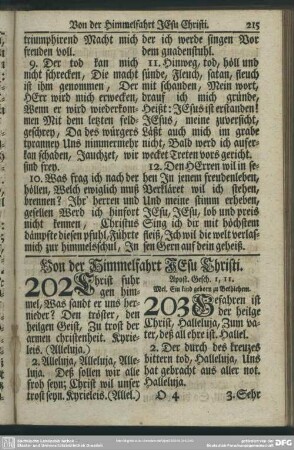 Von der Himmelfahrt JEsu Christi. 215
triumphirend Macht mich
freuden voll.
9. Der tod kan mich
nicht schrecken, Die macht
ist ihm genommen, Der
HErr wird mich erwecken,
Wenn er wird wiederkom-
men Mit dem letzten feld-
geschrey, Da des würgers
tyranney Uns nimmermehr
kan schaden, Jauchzet, wir
sind frey.
10. Was frag ich nach der
höllen, Welch ewiglich muß
brennen? Ihr' herren und
gesellen Werd ich hinfort
nicht kennen, Christus
dämpfte diesen pfuhl, Führte
mich zur himmelschul, In
der ich werde singen Vor
dem gnadenstuhl.
11. Hinweg, tod, höll und
sünde, Fleuch, satan, fleuch
mit schanden, Mein wort,
drauf ich mich gründe,
Heißt: JEsus ist erstanden!
JEsus, meine zuversicht,
Läßt auch mich im grabe
nicht, Bald werd ich aufer-
wecket Treten vors gericht.
12. Den HErren wil in se-
hen In jenem freudenleben,
Verkläret wil ich stehen,
Und meine stimm erheben
JEsu, JEsu, lob und preis
Sing ich dir mit höchstem
fleiß, Ich wil die welt verlas-
sen Gern auf dein geheiß.
Von der Himmelfahrt JEsu Christi.
202 Christ fuhr
gen him-
mel, Was sandt er uns her-
nieder? Den tröster, den
heilgen Geist, Zu trost der
armen christenheit. Kyrie-
leis. (Alleluja.)
2. Alleluja, Alleluja, Alle-
luja, Deß sollen wir alle
froh seyn; Christ wil unser
trost seyn. Kyrieleis. (Allel.)
Apost. Gesch. 1, 11.
Mel. Ein kind geborn zu Bethlehem.
203 Gefahren ist
der heilge
Christ, Halleluja, Zum va-
ter, deß all ehre ist. Hallel.
2. Der durch des kreuzes
bittern tod, Halleluja, Uns
hat gebracht aus aller not.
Halleluja.
O 4 3. Sehr